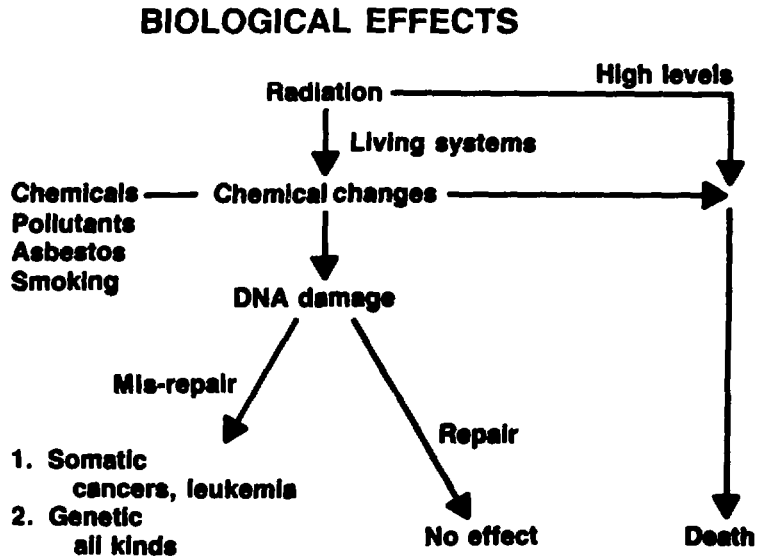 BIOLOGICAL EFFECTS
High levels
Radiation
Living systems
Chemicals
Chemical changes
Pollutants
Asbestos
Smoking
DNA damage
Mis-repair
Repair
1. Somatic
cancers, leukemia
2. Genetic
all kinds
No effect
Death